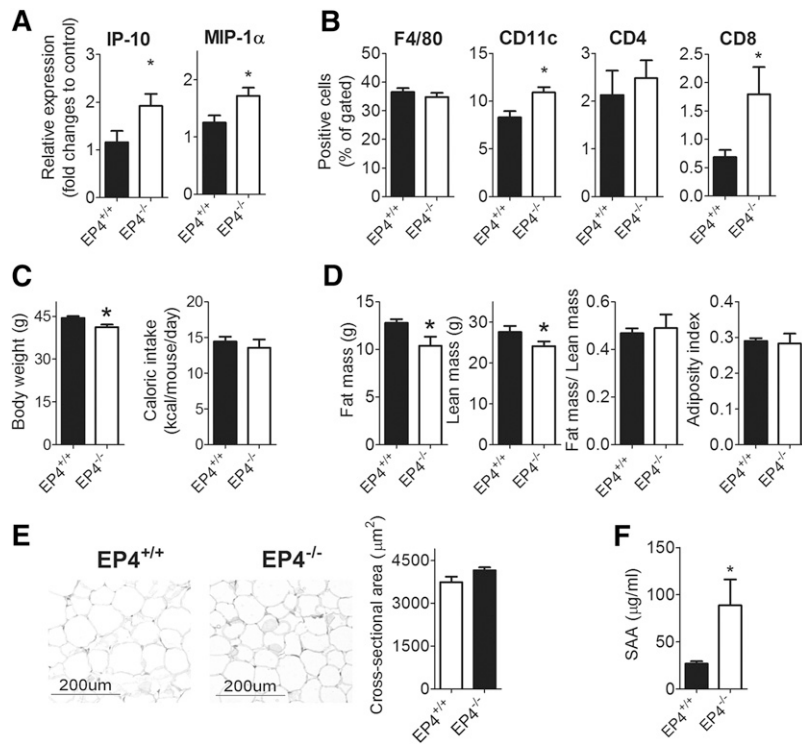 A
IP-10
MIP-1α
Relative expression
(fold changes to control)
3
2
1
0
*
EP4+/+
EP4-/-
2
1
0
*
EP4+/+
EP4-/-
B
F4/80
CD11c
CD4
CD8
Positive cells
(% of gated)
50
40
30
20
10
0
EP4+/+
EP4-/-
15
10
5
0
*
EP4+/+
EP4-/-
4
3
2
1
0
EP4+/+
EP4-/-
2.5
2.0
1.5
1.0
0.5
0.0
*
EP4+/+
EP4-/-
C
Body weight (g)
45
30
15
0
*
EP4+/+
EP4-/-
Caloric intake
(kcal/mouse/day)
20
15
10
5
0
EP4+/+
EP4-/-
D
Fat mass (g)
15
10
5
0
*
EP4+/+
EP4-/-
Lean mass (g)
30
20
10
0
*
EP4+/+
EP4-/-
Fat mass/ Lean mass
0.6
0.4
0.2
0.0
EP4+/+
EP4-/-
Adiposity index
0.4
0.3
0.2
0.1
0.0
EP4+/+
EP4-/-
E
EP4+/+
EP4-/-
200um
200um
Cross-sectional area (μm2)
4500
3000
1500
0
EP4+/+
EP4-/-
F
SAA (μg/ml)
150
100
50
0
*
EP4+/+
EP4-/-